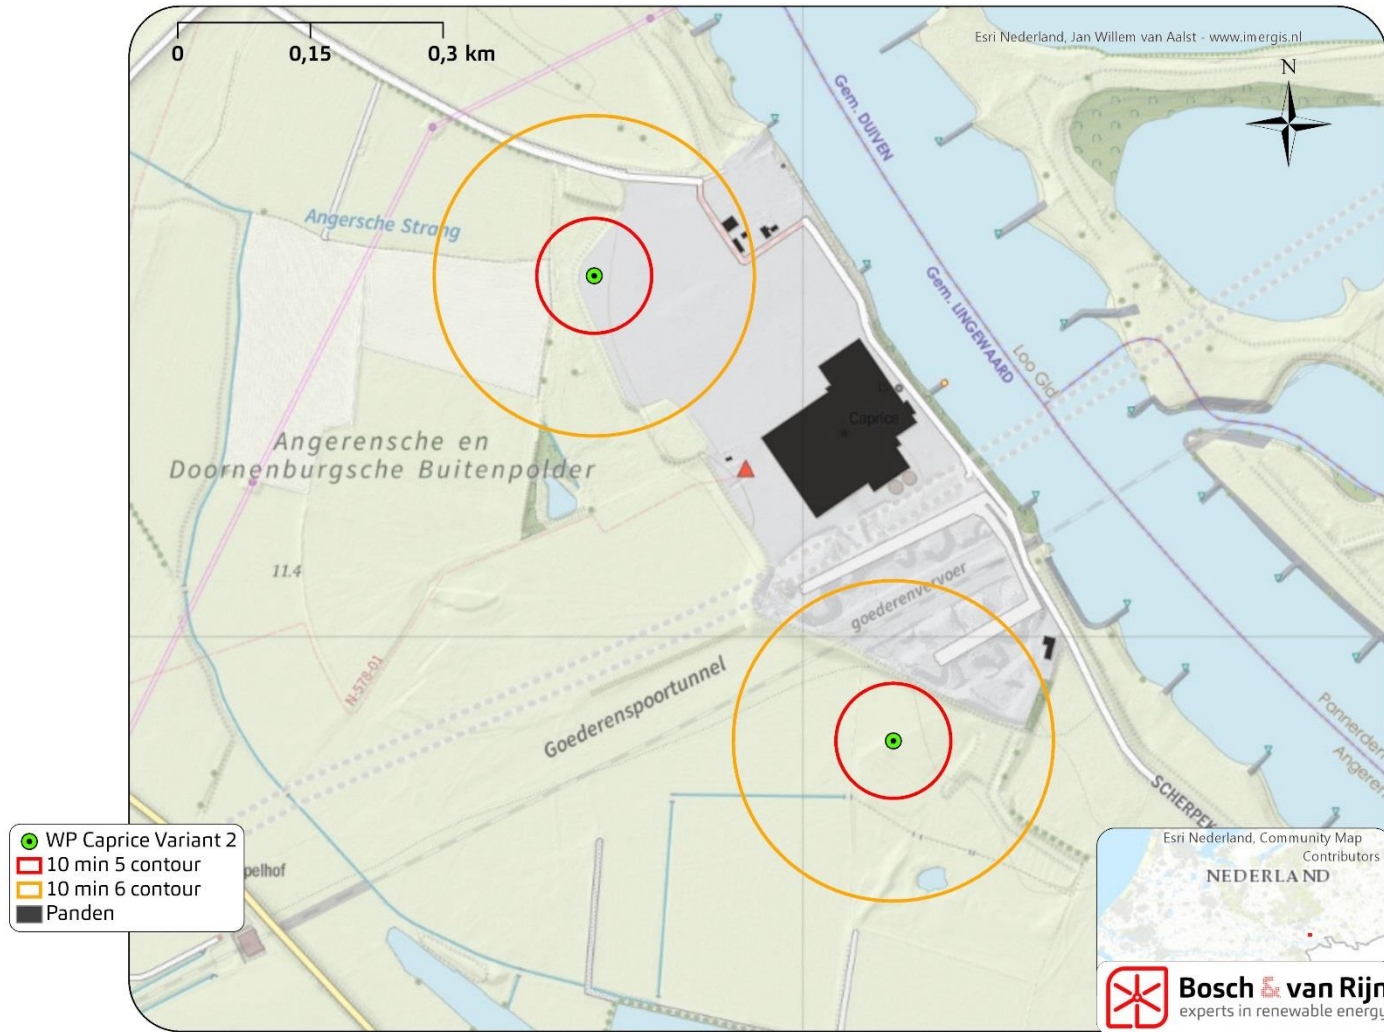 0 0,15 0,3 km
Esri Nederland, Jan Willem van Aalst - www.imergis.nl
N
Gem. DUIVEN
Angersche Strang
Gem. LINGEWAARD
Loo Gld
Caprice
Angerensche en
Doornenburgsche Buitenpolder
11.4
goederenvervoer
N-578-01
Goederenspoortunnel
Pannerden
Angeren
SCHERPEK
WP Caprice Variant 2
10 min 5 contour
10 min 6 contour
Panden
pelhof
Esri Nederland, Community Map
Contributors
NEDERLAND
Bosch & van Rijn
experts in renewable energy